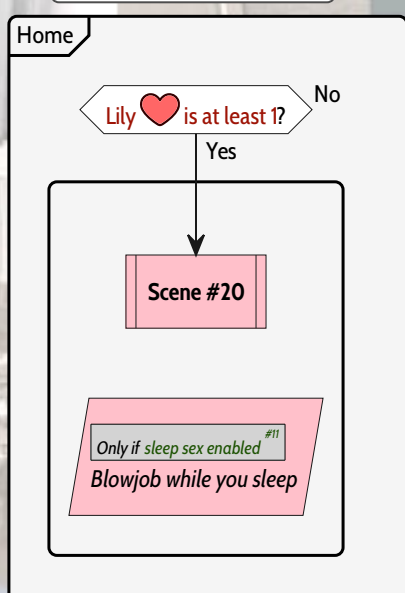 Home
Lily is at least 1?
No
Yes
Scene #20
Only if sleep sex enabled #11
Blowjob while you sleep